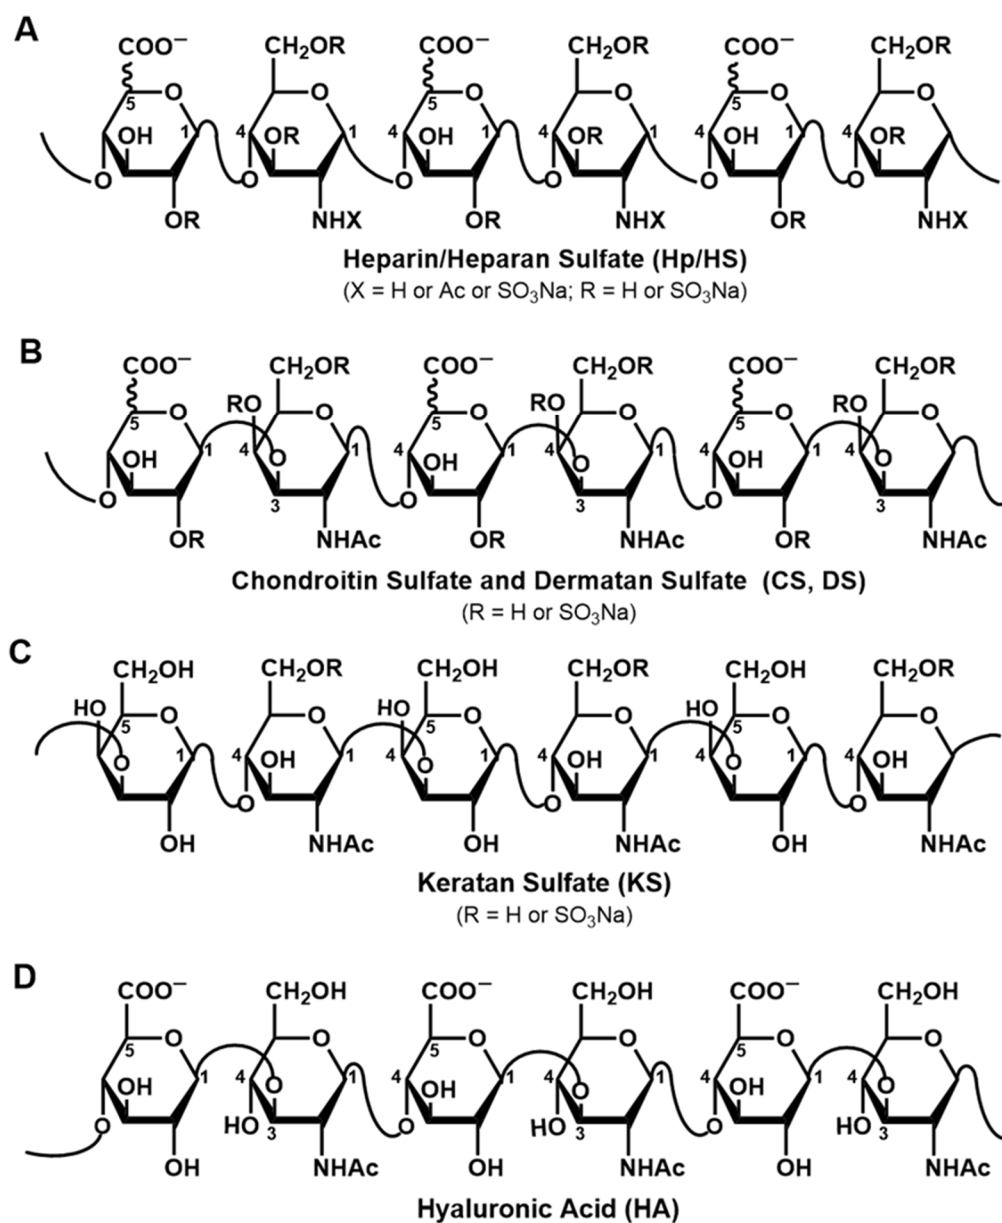 A
COO⁻ CH₂OR COO⁻ CH₂OR COO⁻ CH₂OR
5 O O 5 O O 5 O O
OH 1 4 OR 1 4 OH 1 4 OR 1 4 OH 1 4 OR
O O O O O O
OR NHX OR NHX OR NHX
Heparin/Heparan Sulfate (Hp/HS)
(X = H or Ac or SO₃Na; R = H or SO₃Na)
B
COO⁻ CH₂OR COO⁻ CH₂OR COO⁻ CH₂OR
5 O RO O 5 O RO O 5 O RO O
OH 1 4 O 1 4 OH 1 4 O 1 4 OH 1 4 O 1
O 3 O 3 O 3
OR NHAc OR NHAc OR NHAc
Chondroitin Sulfate and Dermatan Sulfate (CS, DS)
(R = H or SO₃Na)
C
CH₂OH CH₂OR CH₂OH CH₂OR CH₂OH CH₂OR
HO 5 O O HO 5 O O HO 5 O O
O 1 4 OH 1 4 O 1 4 OH 1 4 O 1 4 OH
O O O
OH NHAc OH NHAc OH NHAc
Keratan Sulfate (KS)
(R = H or SO₃Na)
D
COO⁻ CH₂OH COO⁻ CH₂OH COO⁻ CH₂OH
5 O O 5 O O 5 O O
OH 1 4 O 1 4 OH 1 4 O 1 4 OH 1 4 O 1
O HO 3 O HO 3 O HO 3
OH NHAc OH NHAc OH NHAc
Hyaluronic Acid (HA)